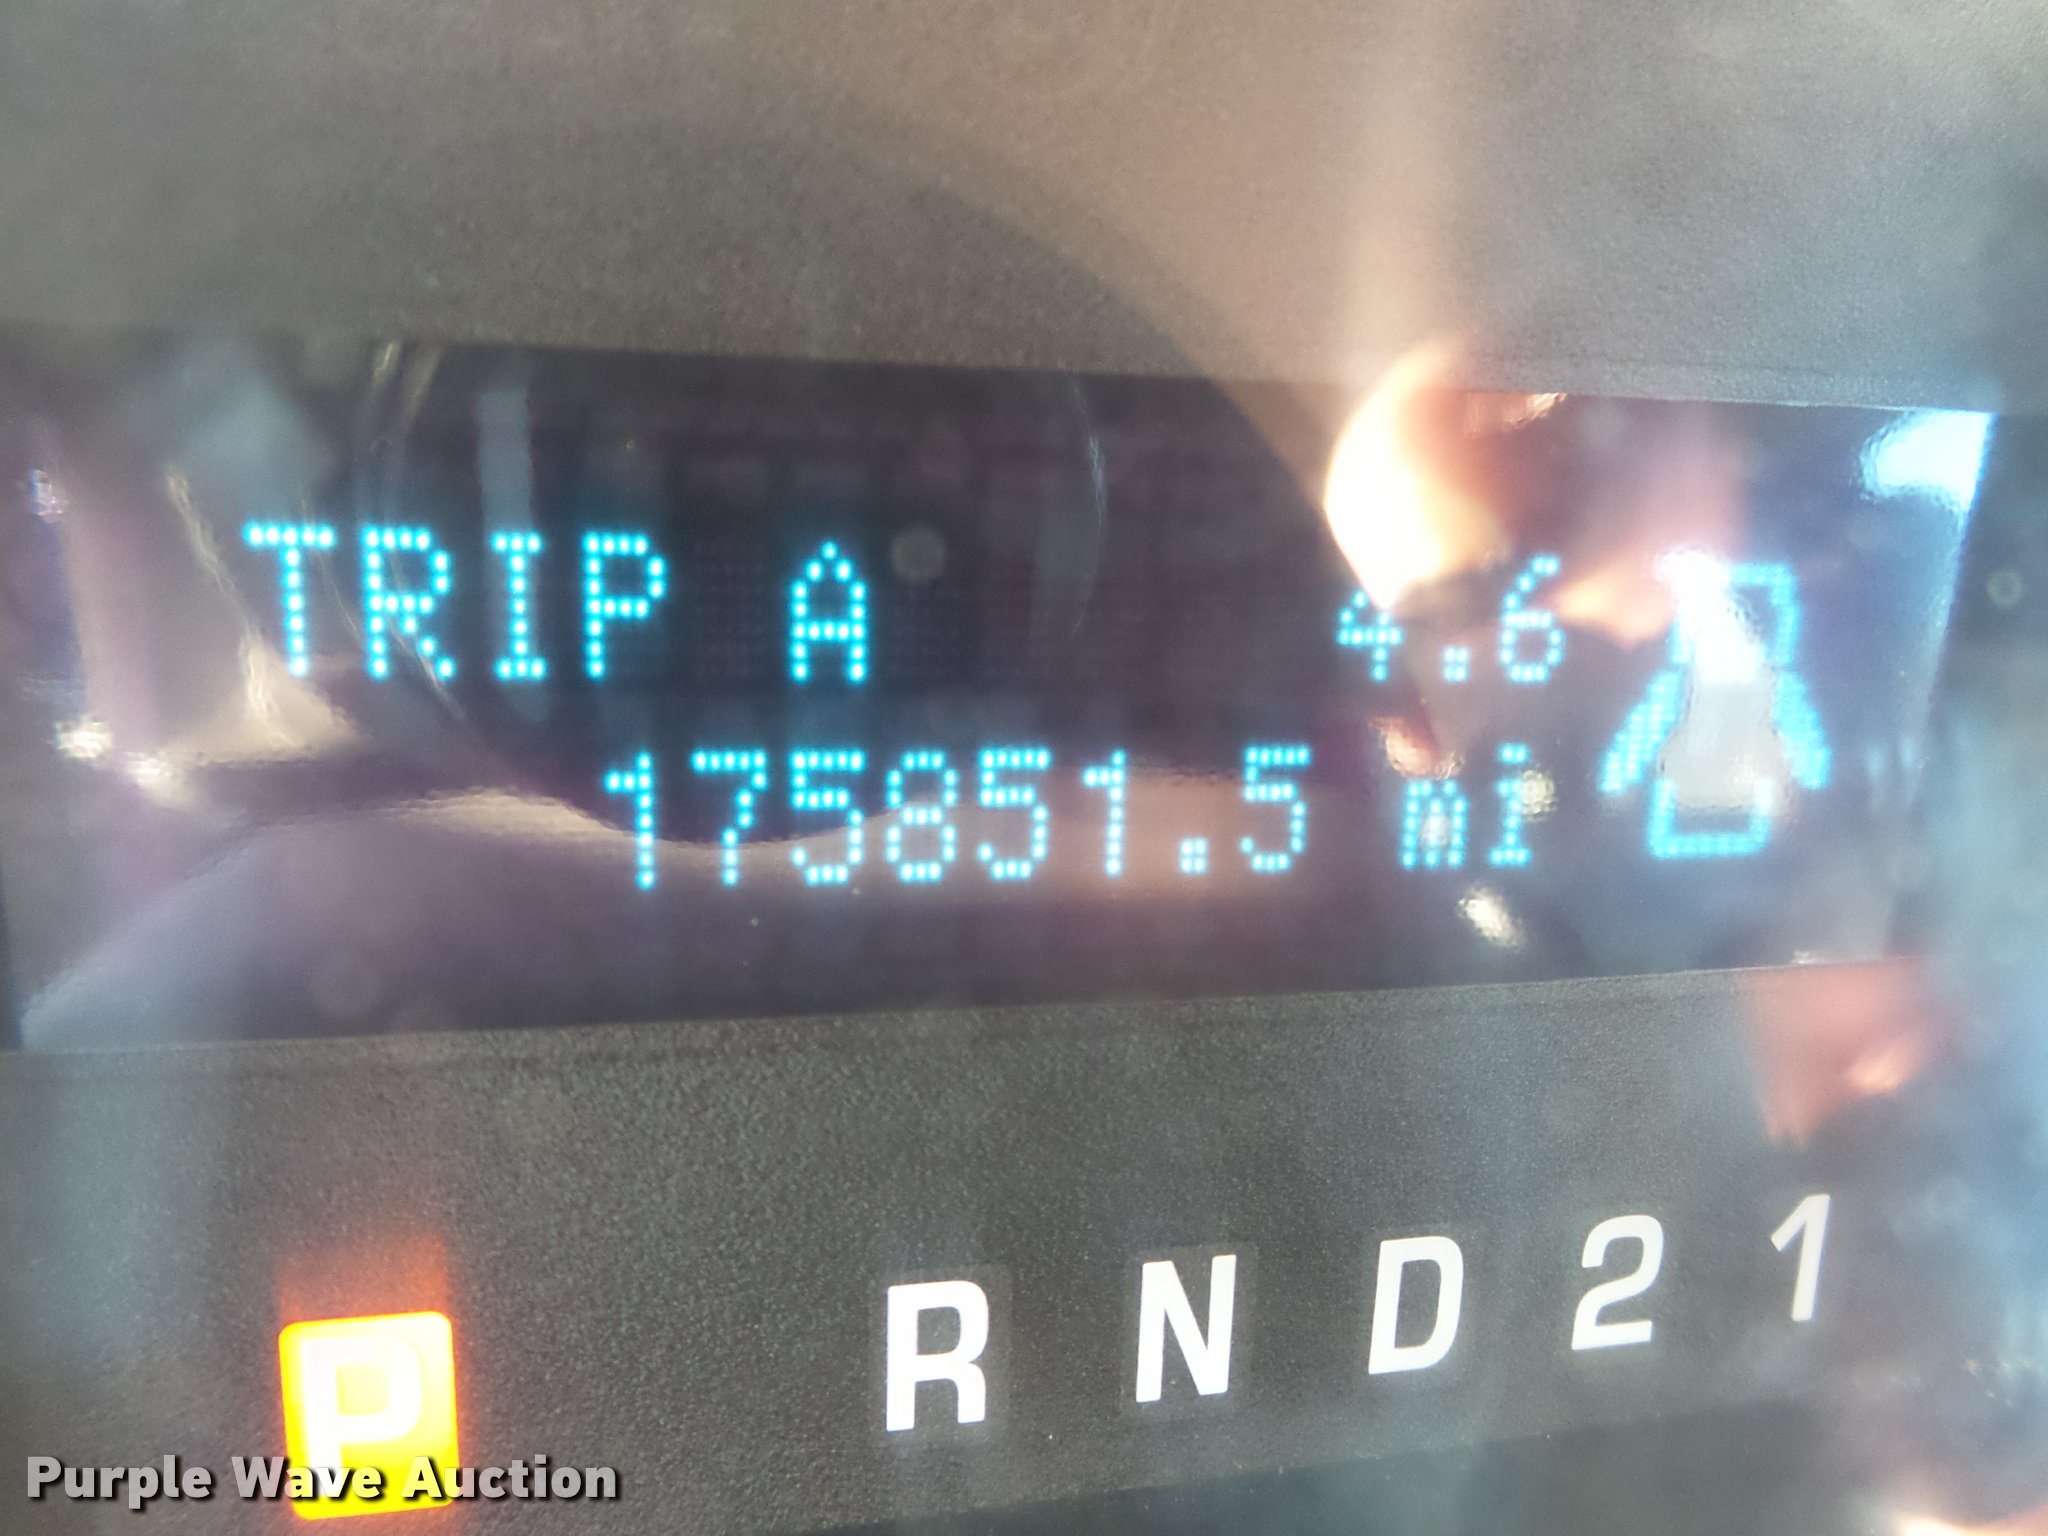 TRIP A 4.6
175851.5 mi
P R N D 2 1
Purple Wave Auction